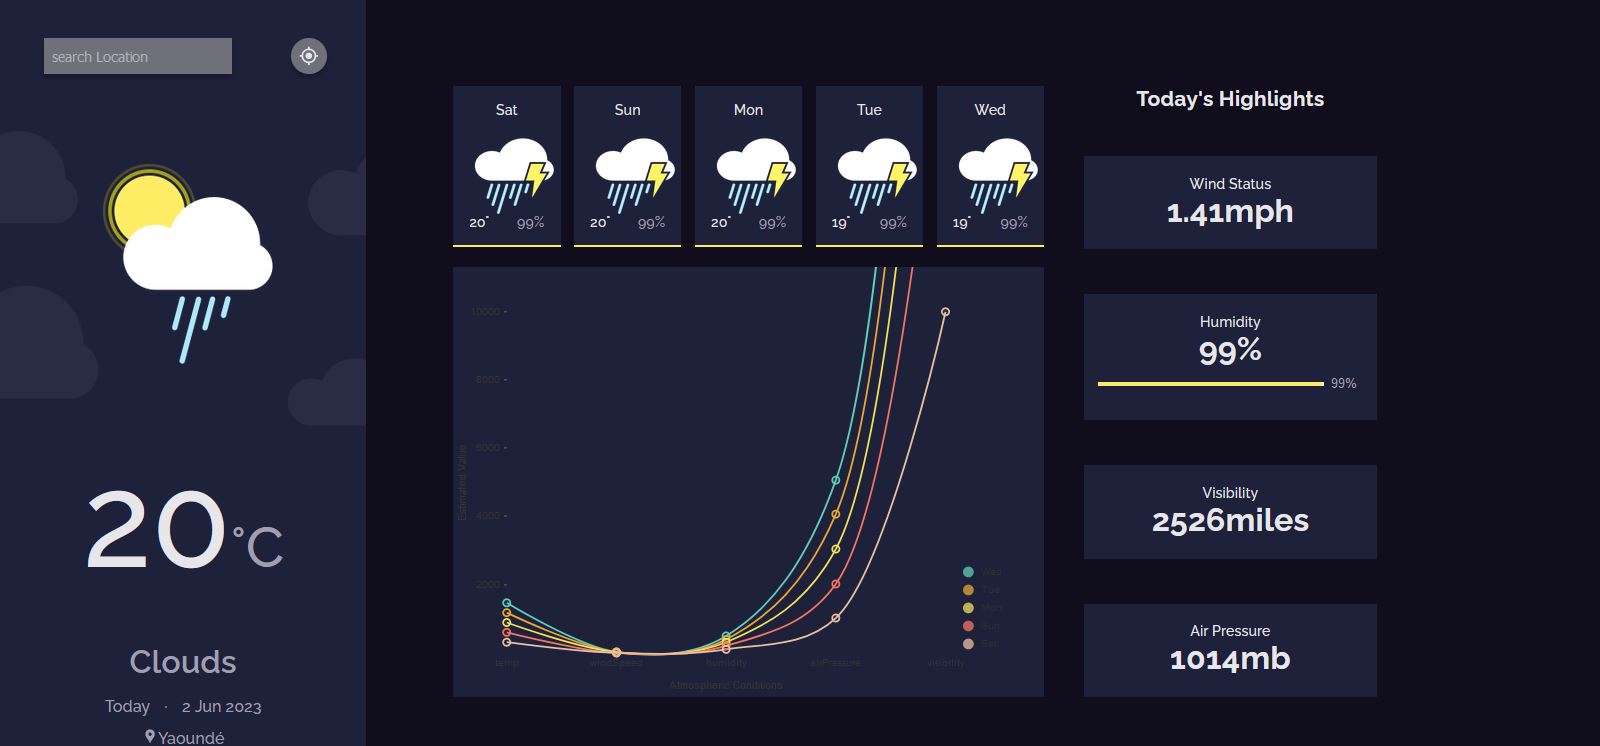 search Location
20°C
Clouds
Today · 2 Jun 2023
Yaoundé
Sat
20° 99%
Sun
20° 99%
Mon
20° 99%
Tue
19° 99%
Wed
19° 99%
10000
8000
6000
4000
2000
Estimated Value
temp windSpeed humidity airPressure visibility
Atmospheric Conditions
Wed
Tue
Mon
Sun
Sat
Today's Highlights
Wind Status
1.41mph
Humidity
99%
99%
Visibility
2526miles
Air Pressure
1014mb